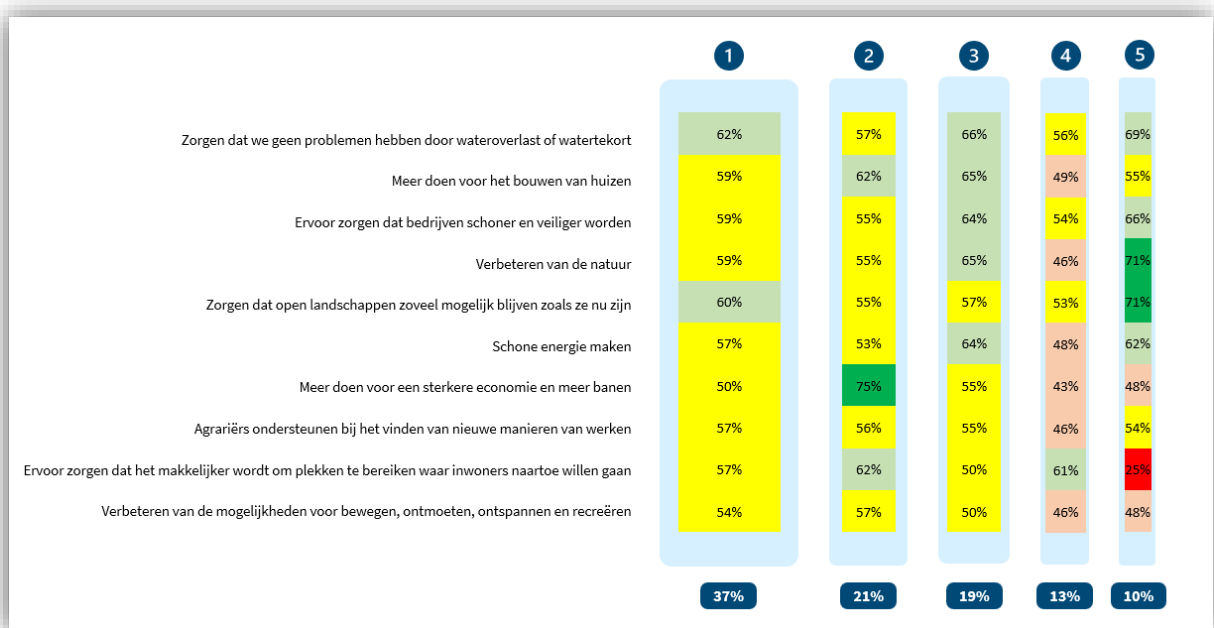 1 2 3 4 5
Zorgen dat we geen problemen hebben door wateroverlast of watertekort 62% 57% 66% 56% 69%
Meer doen voor het bouwen van huizen 59% 62% 65% 49% 55%
Ervoor zorgen dat bedrijven schoner en veiliger worden 59% 55% 64% 54% 66%
Verbeteren van de natuur 59% 55% 65% 46% 71%
Zorgen dat open landschappen zoveel mogelijk blijven zoals ze nu zijn 60% 55% 57% 53% 71%
Schone energie maken 57% 53% 64% 48% 62%
Meer doen voor een sterkere economie en meer banen 50% 75% 55% 43% 48%
Agrariërs ondersteunen bij het vinden van nieuwe manieren van werken 57% 56% 55% 46% 54%
Ervoor zorgen dat het makkelijker wordt om plekken te bereiken waar inwoners naartoe willen gaan 57% 62% 50% 61% 25%
Verbeteren van de mogelijkheden voor bewegen, ontmoeten, ontspannen en recreëren 54% 57% 50% 46% 48%
37% 21% 19% 13% 10%